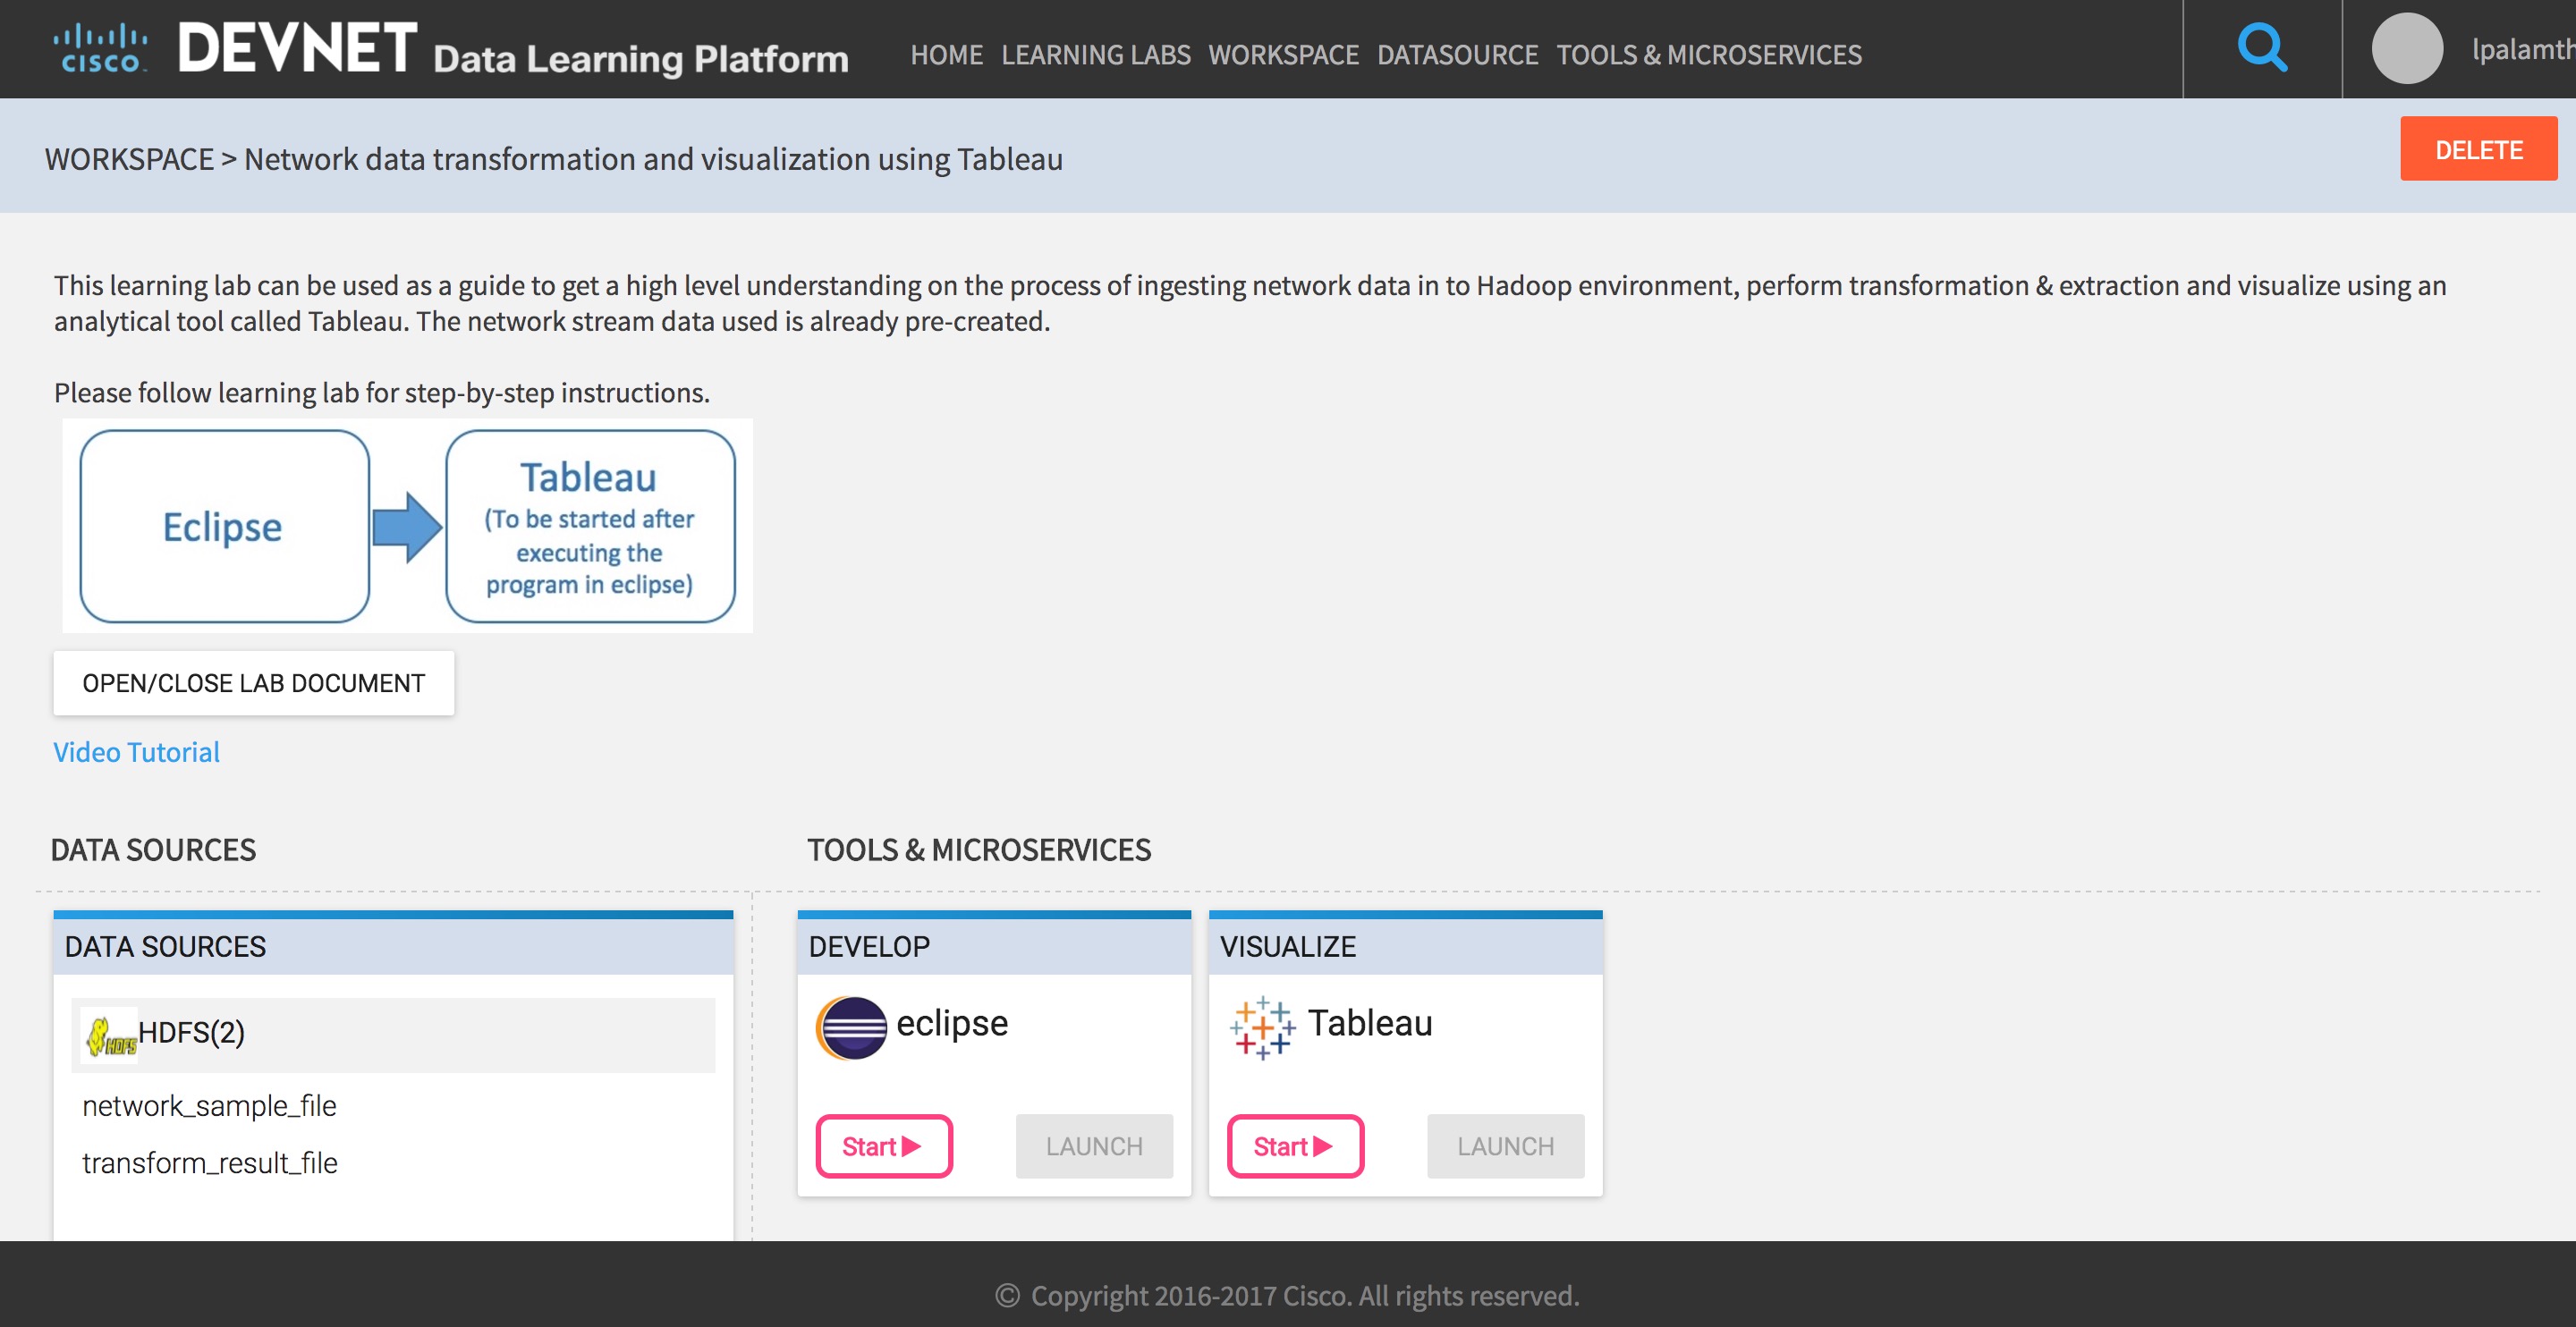 CISCO DEVNET Data Learning Platform HOME LEARNING LABS WORKSPACE DATASOURCE TOOLS & MICROSERVICES
WORKSPACE > Network data transformation and visualization using Tableau DELETE
This learning lab can be used as a guide to get a high level understanding on the process of ingesting network data in to Hadoop environment, perform transformation & extraction and visualize using an
analytical tool called Tableau. The network stream data used is already pre-created.
Please follow learning lab for step-by-step instructions.
Eclipse
Tableau
(To be started after
executing the
program in eclipse)
OPEN/CLOSE LAB DOCUMENT
Video Tutorial
DATA SOURCES
TOOLS & MICROSERVICES
DATA SOURCES
HDFS
HDFS(2)
network_sample_file
transform_result_file
DEVELOP
eclipse
Start LAUNCH
VISUALIZE
Tableau
Start LAUNCH
© Copyright 2016-2017 Cisco. All rights reserved.